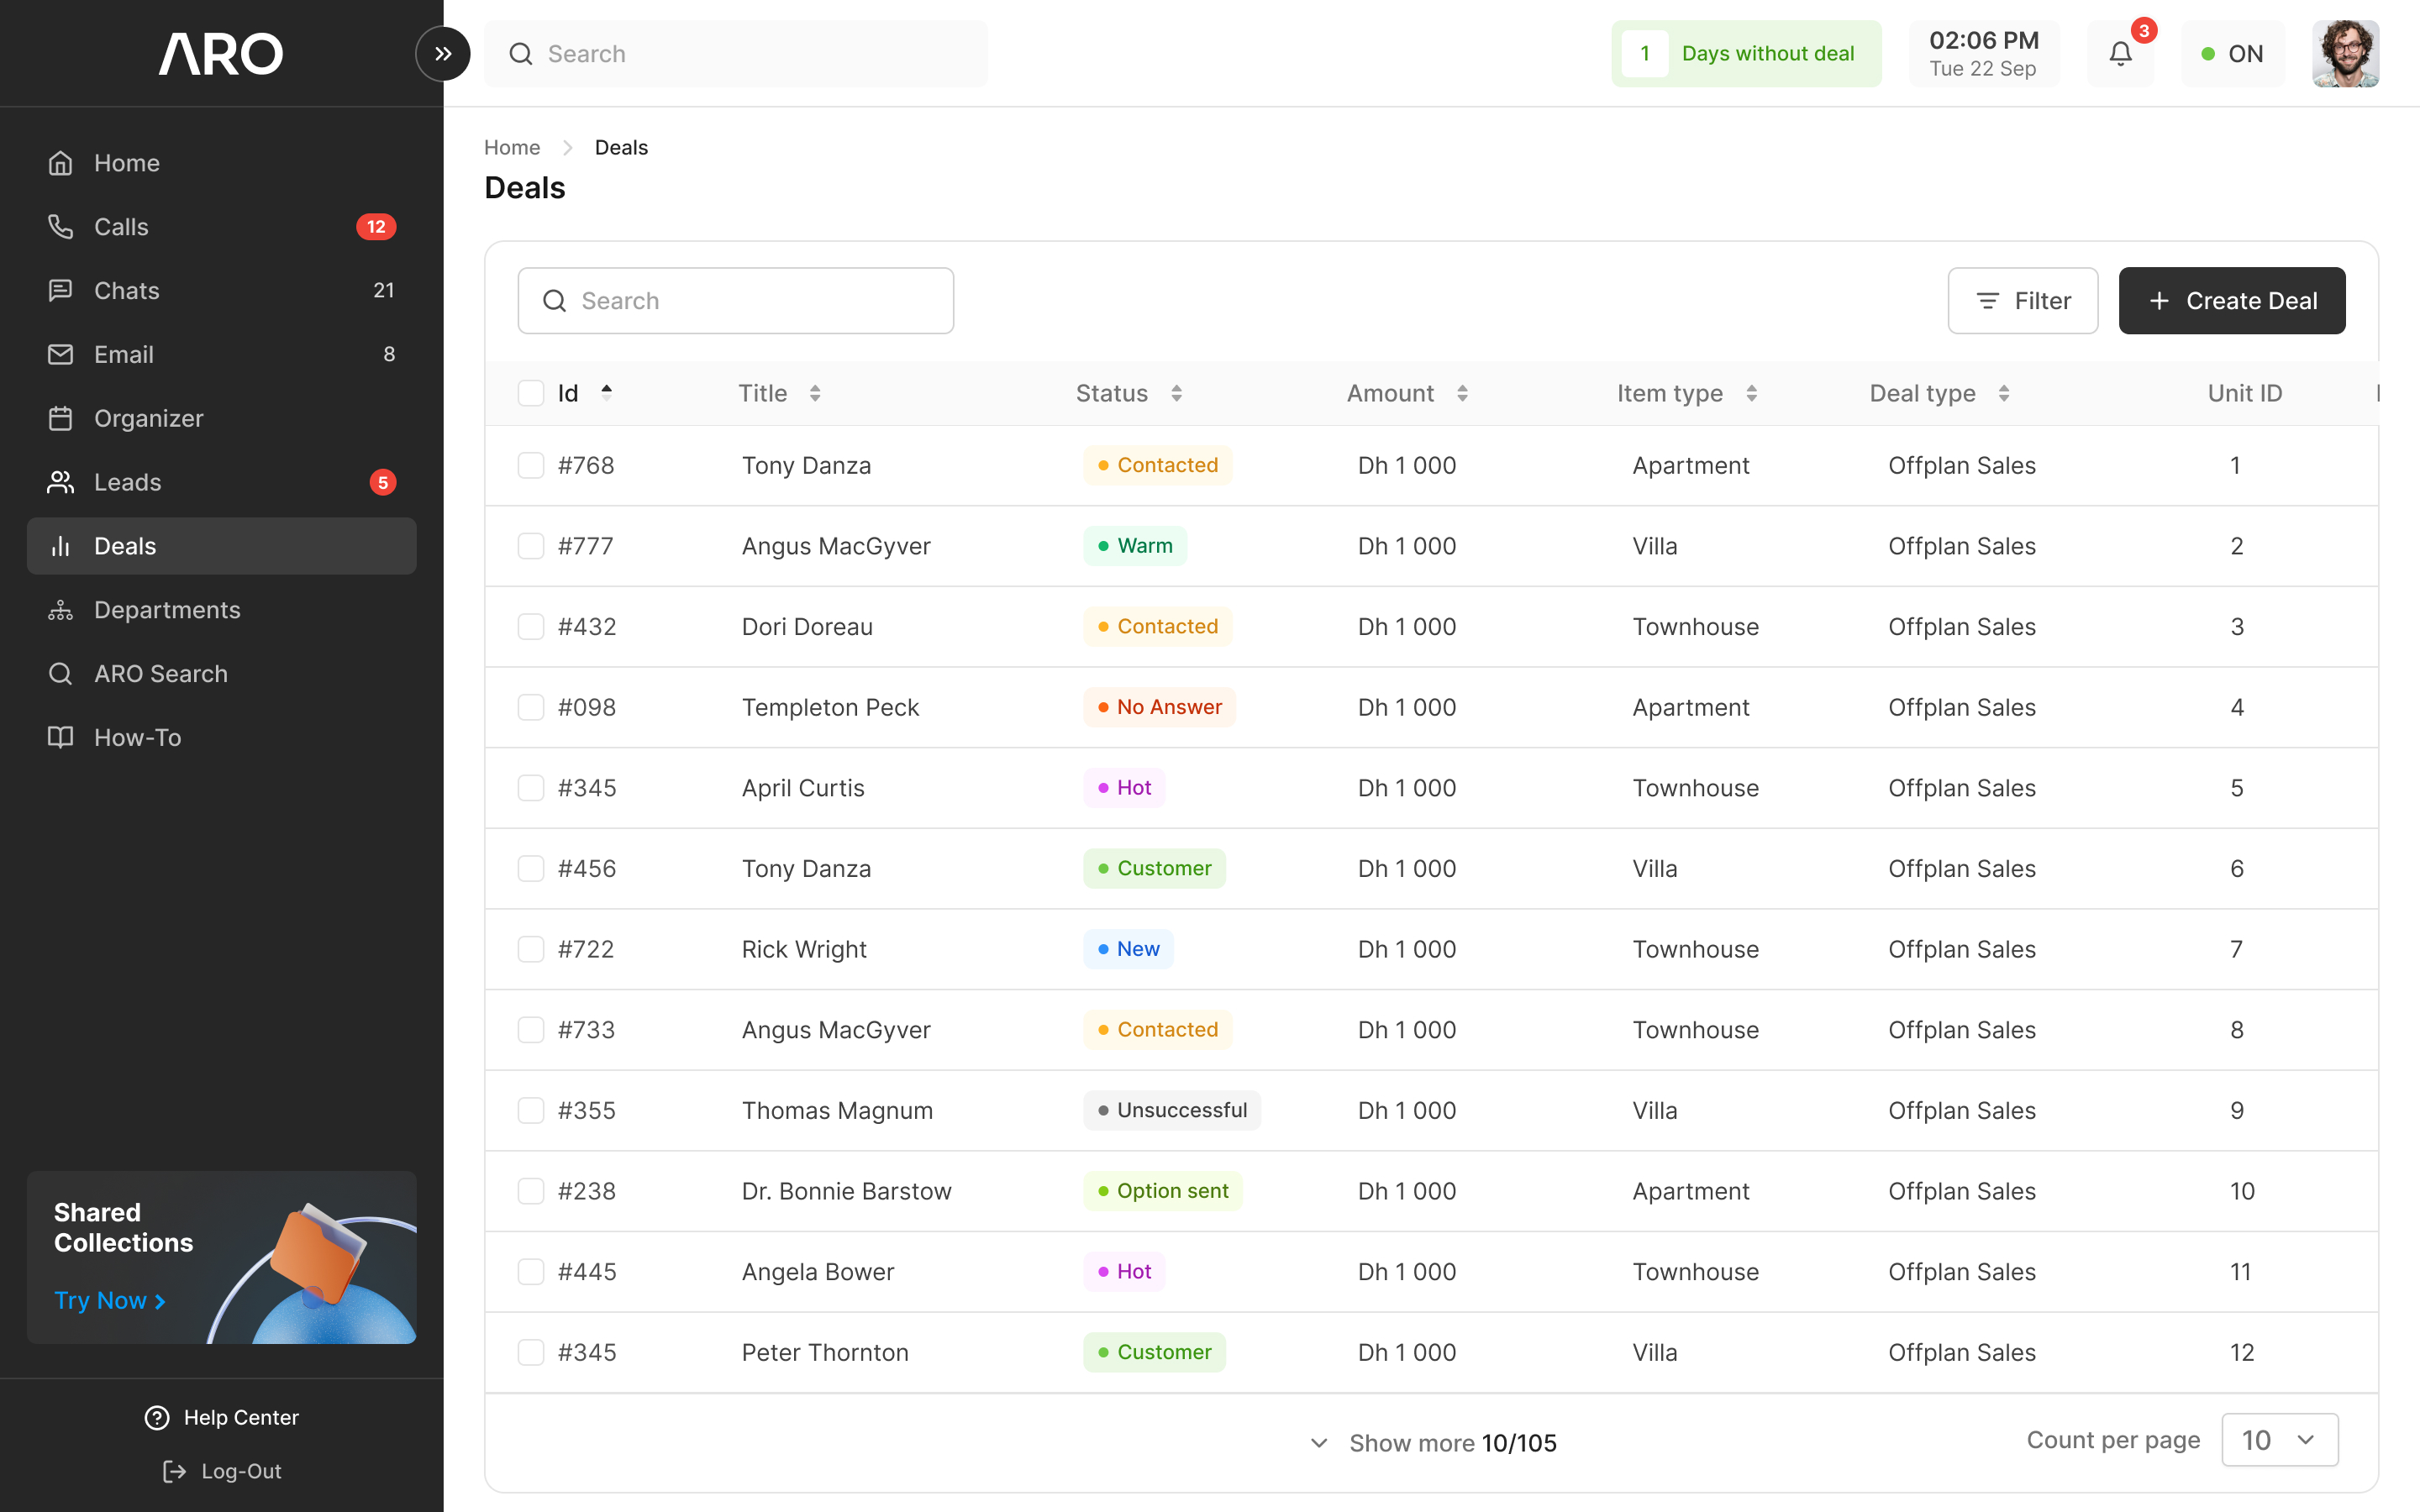 ARO
Search
1 Days without deal
02:06 PM
Tue 22 Sep
3
ON
Home
Calls 12
Chats 21
Email 8
Organizer
Leads 5
Deals
Departments
ARO Search
How-To
Shared
Collections
Try Now
Help Center
Log-Out
Home Deals
Deals
Search Filter Create Deal
Id Title Status Amount Item type Deal type Unit ID
#768 Tony Danza Contacted Dh 1 000 Apartment Offplan Sales 1
#777 Angus MacGyver Warm Dh 1 000 Villa Offplan Sales 2
#432 Dori Doreau Contacted Dh 1 000 Townhouse Offplan Sales 3
#098 Templeton Peck No Answer Dh 1 000 Apartment Offplan Sales 4
#345 April Curtis Hot Dh 1 000 Townhouse Offplan Sales 5
#456 Tony Danza Customer Dh 1 000 Villa Offplan Sales 6
#722 Rick Wright New Dh 1 000 Townhouse Offplan Sales 7
#733 Angus MacGyver Contacted Dh 1 000 Townhouse Offplan Sales 8
#355 Thomas Magnum Unsuccessful Dh 1 000 Villa Offplan Sales 9
#238 Dr. Bonnie Barstow Option sent Dh 1 000 Apartment Offplan Sales 10
#445 Angela Bower Hot Dh 1 000 Townhouse Offplan Sales 11
#345 Peter Thornton Customer Dh 1 000 Villa Offplan Sales 12
Show more 10/105
Count per page 10